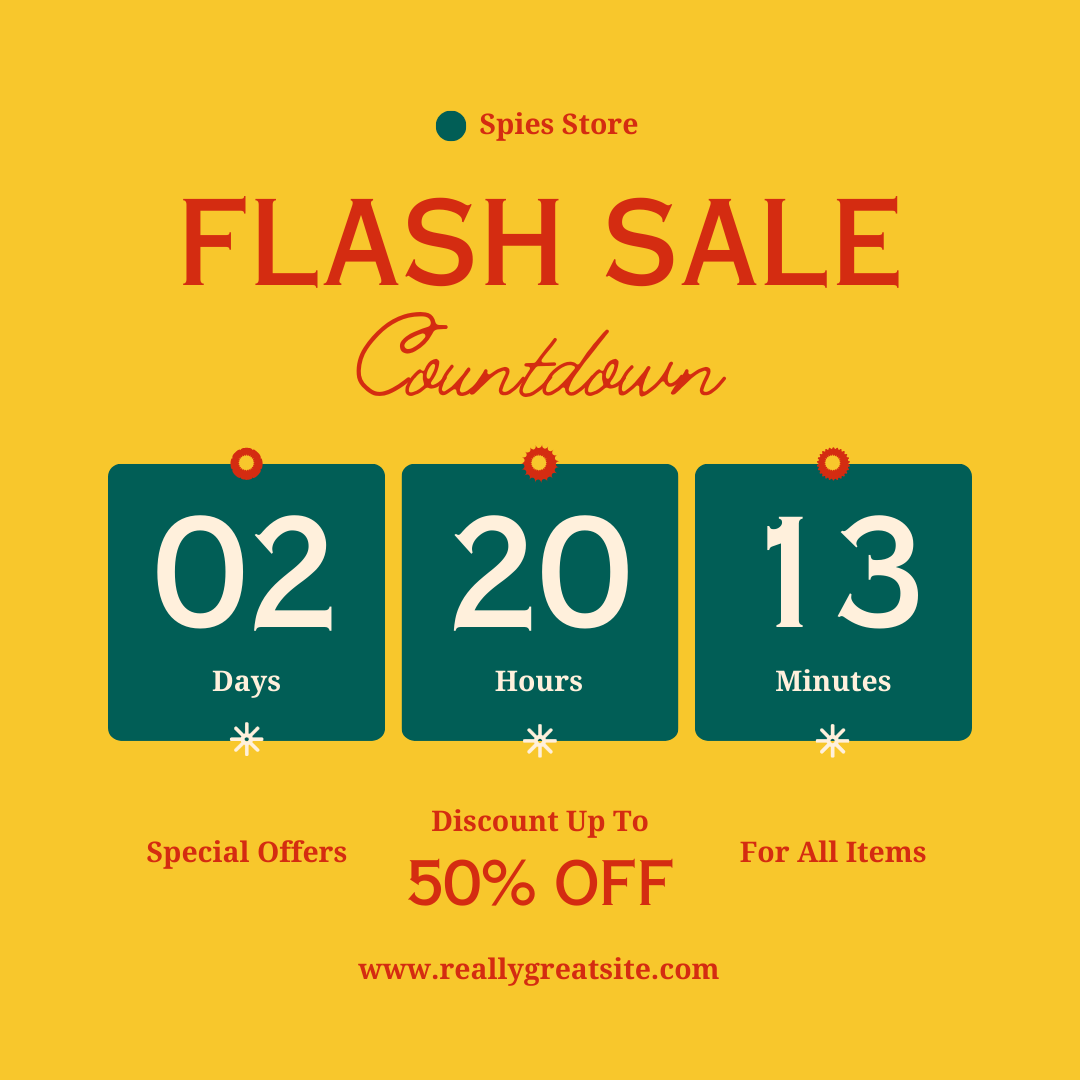 Spies Store
FLASH SALE
Countdown
02 20 13
Days Hours Minutes
Discount Up To
Special Offers
For All Items
50% OFF
www.reallygreatsite.com